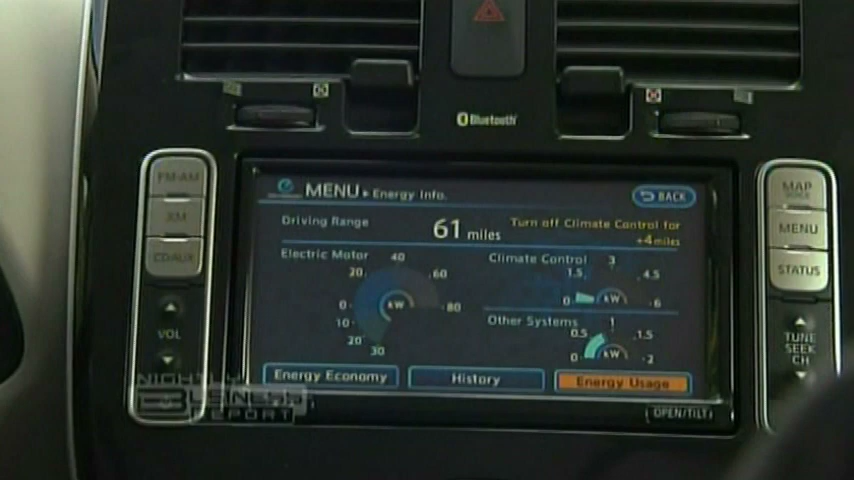 Bluetooth
FM·AM
XM
CD/AUX
VOL
MENU ▸ Energy Info.
BACK
Driving Range
61 miles
Turn off Climate Control for
+4 miles
Electric Motor
40
20
60
0
80
10
20
30
kW
Climate Control
3
1.5
4.5
0
6
kW
Other Systems
1
0.5
1.5
0
2
kW
Energy Economy
History
Energy Usage
MAP
VOICE
MENU
STATUS
TUNE
SEEK
CH
OPEN/TILT
NIGHTLY
BUSINESS
REPORT